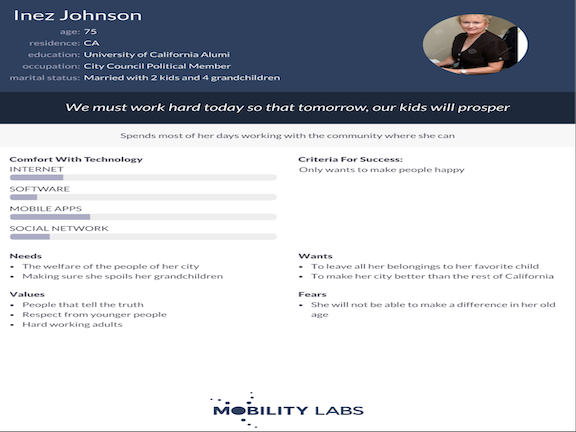 Inez Johnson
age: 75
residence: CA
education: University of California Alumi
occupation: City Council Political Member
marital status: Married with 2 kids and 4 grandchildren
We must work hard today so that tomorrow, our kids will prosper
Spends most of her days working with the community where she can
Comfort With Technology
INTERNET
SOFTWARE
MOBILE APPS
SOCIAL NETWORK
Criteria For Success:
Only wants to make people happy
Needs
• The welfare of the people of her city
• Making sure she spoils her grandchildren
Wants
• To leave all her belongings to her favorite child
• To make her city better than the rest of California
Values
• People that tell the truth
• Respect from younger people
• Hard working adults
Fears
• She will not be able to make a difference in her old
age
MOBILITY LABS